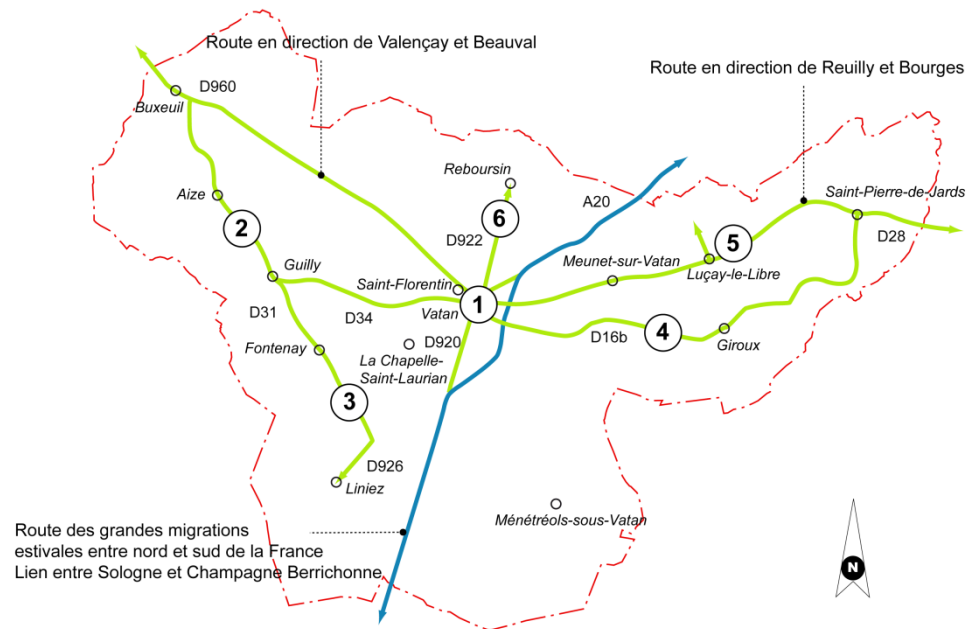 Route en direction de Valençay et Beauval
Route en direction de Reuilly et Bourges
D960
Buxeuil
Reboursin
A20
Saint-Pierre-de-Jards
Aize
6
2
D922
5
D28
Meunet-sur-Vatan
Luçay-le-Libre
Guilly
Saint-Florentin
1
Vatan
D31
D34
D920
D16b
4
Giroux
Fontenay
La Chapelle-
Saint-Laurian
3
D926
Liniez
Ménétréols-sous-Vatan
Route des grandes migrations
estivales entre nord et sud de la France
Lien entre Sologne et Champagne Berrichonne
N